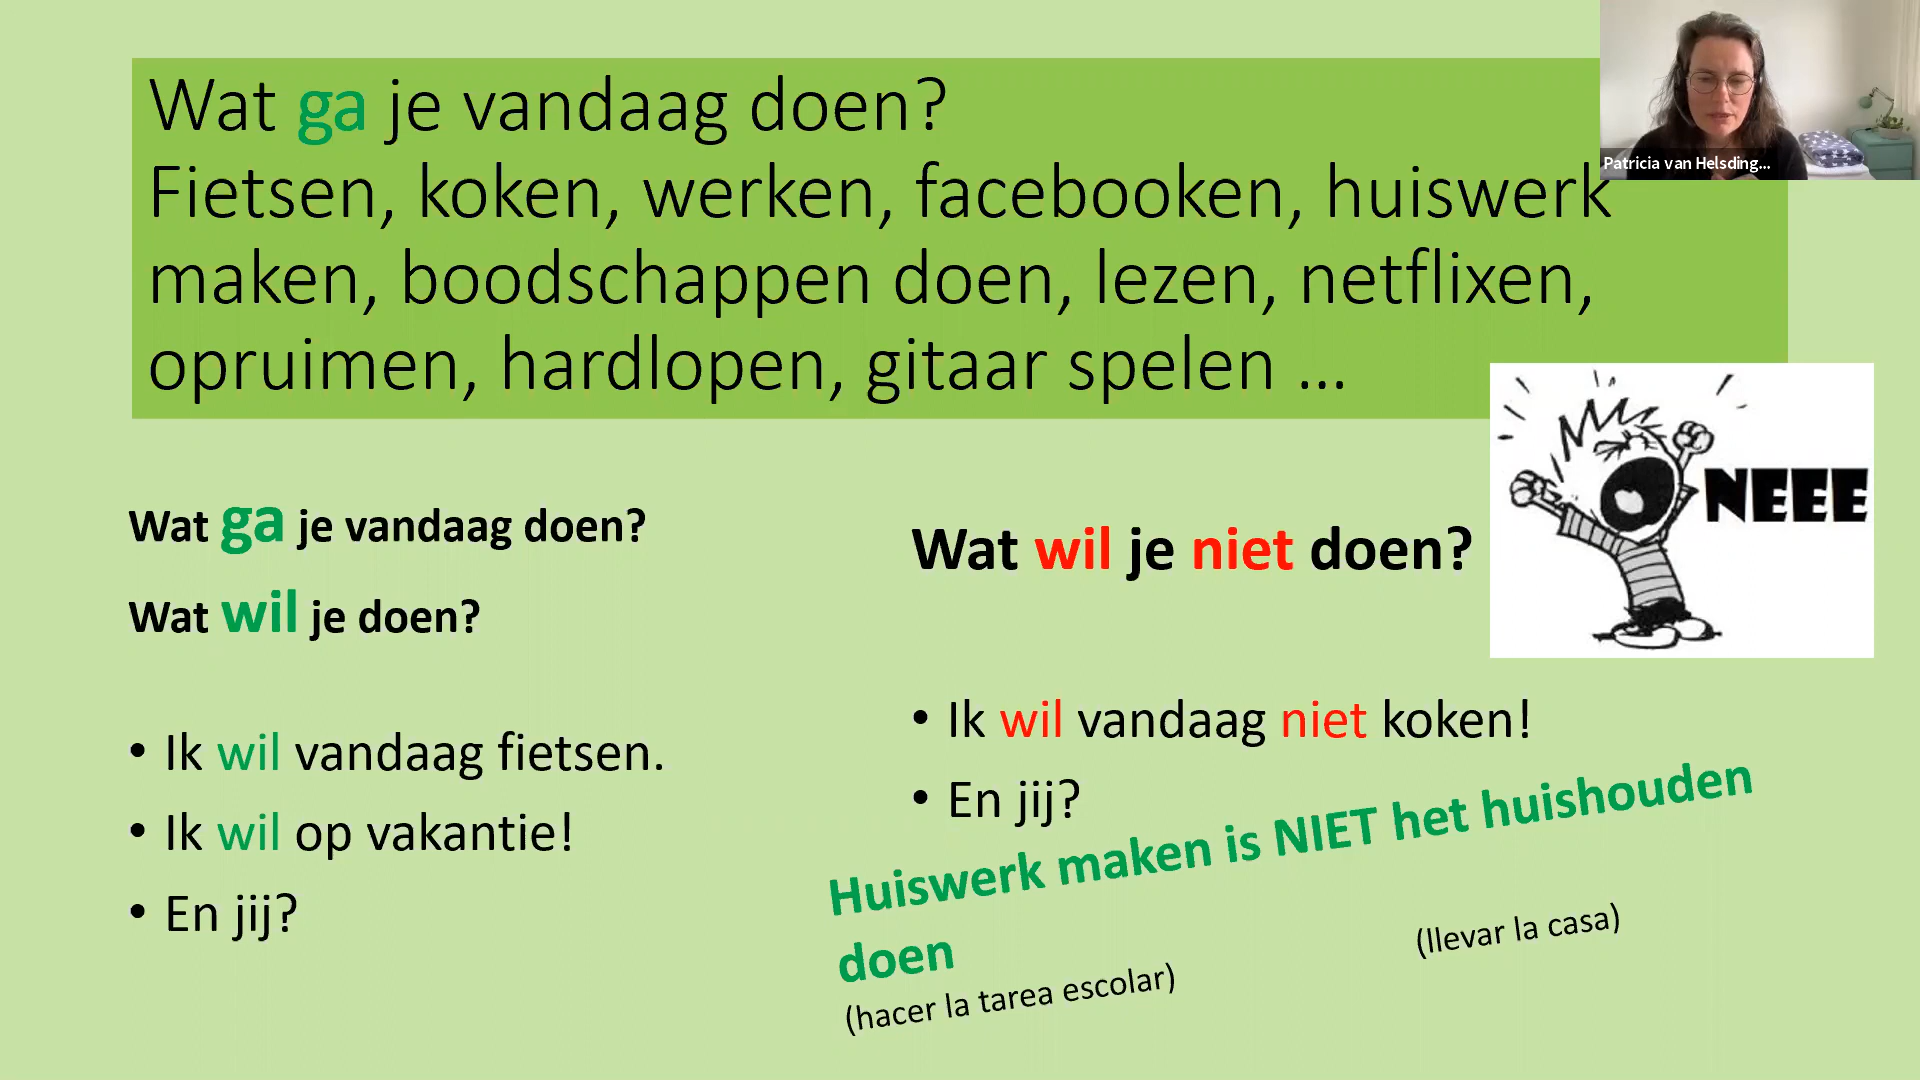 Wat ga je vandaag doen?
Fietsen, koken, werken, facebooken, huiswerk
maken, boodschappen doen, lezen, netflixen,
opruimen, hardlopen, gitaar spelen ...
Patricia van Helsding...
NEEE
Wat ga je vandaag doen?
Wat wil je doen?
• Ik wil vandaag fietsen.
• Ik wil op vakantie!
• En jij?
Wat wil je niet doen?
• Ik wil vandaag niet koken!
• En jij?
Huiswerk maken is NIET het huishouden
doen
(hacer la tarea escolar)
(llevar la casa)